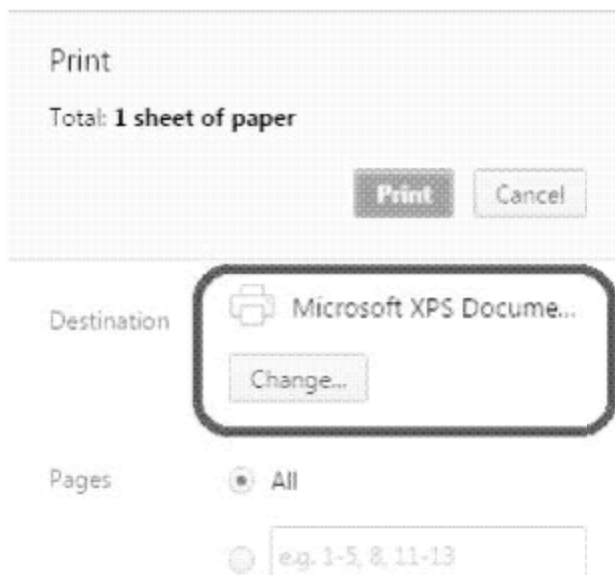 Print
Total: 1 sheet of paper
Print Cancel
Destination Microsoft XPS Docume...
Change...
Pages All
e.g. 1-5, 8, 11-13